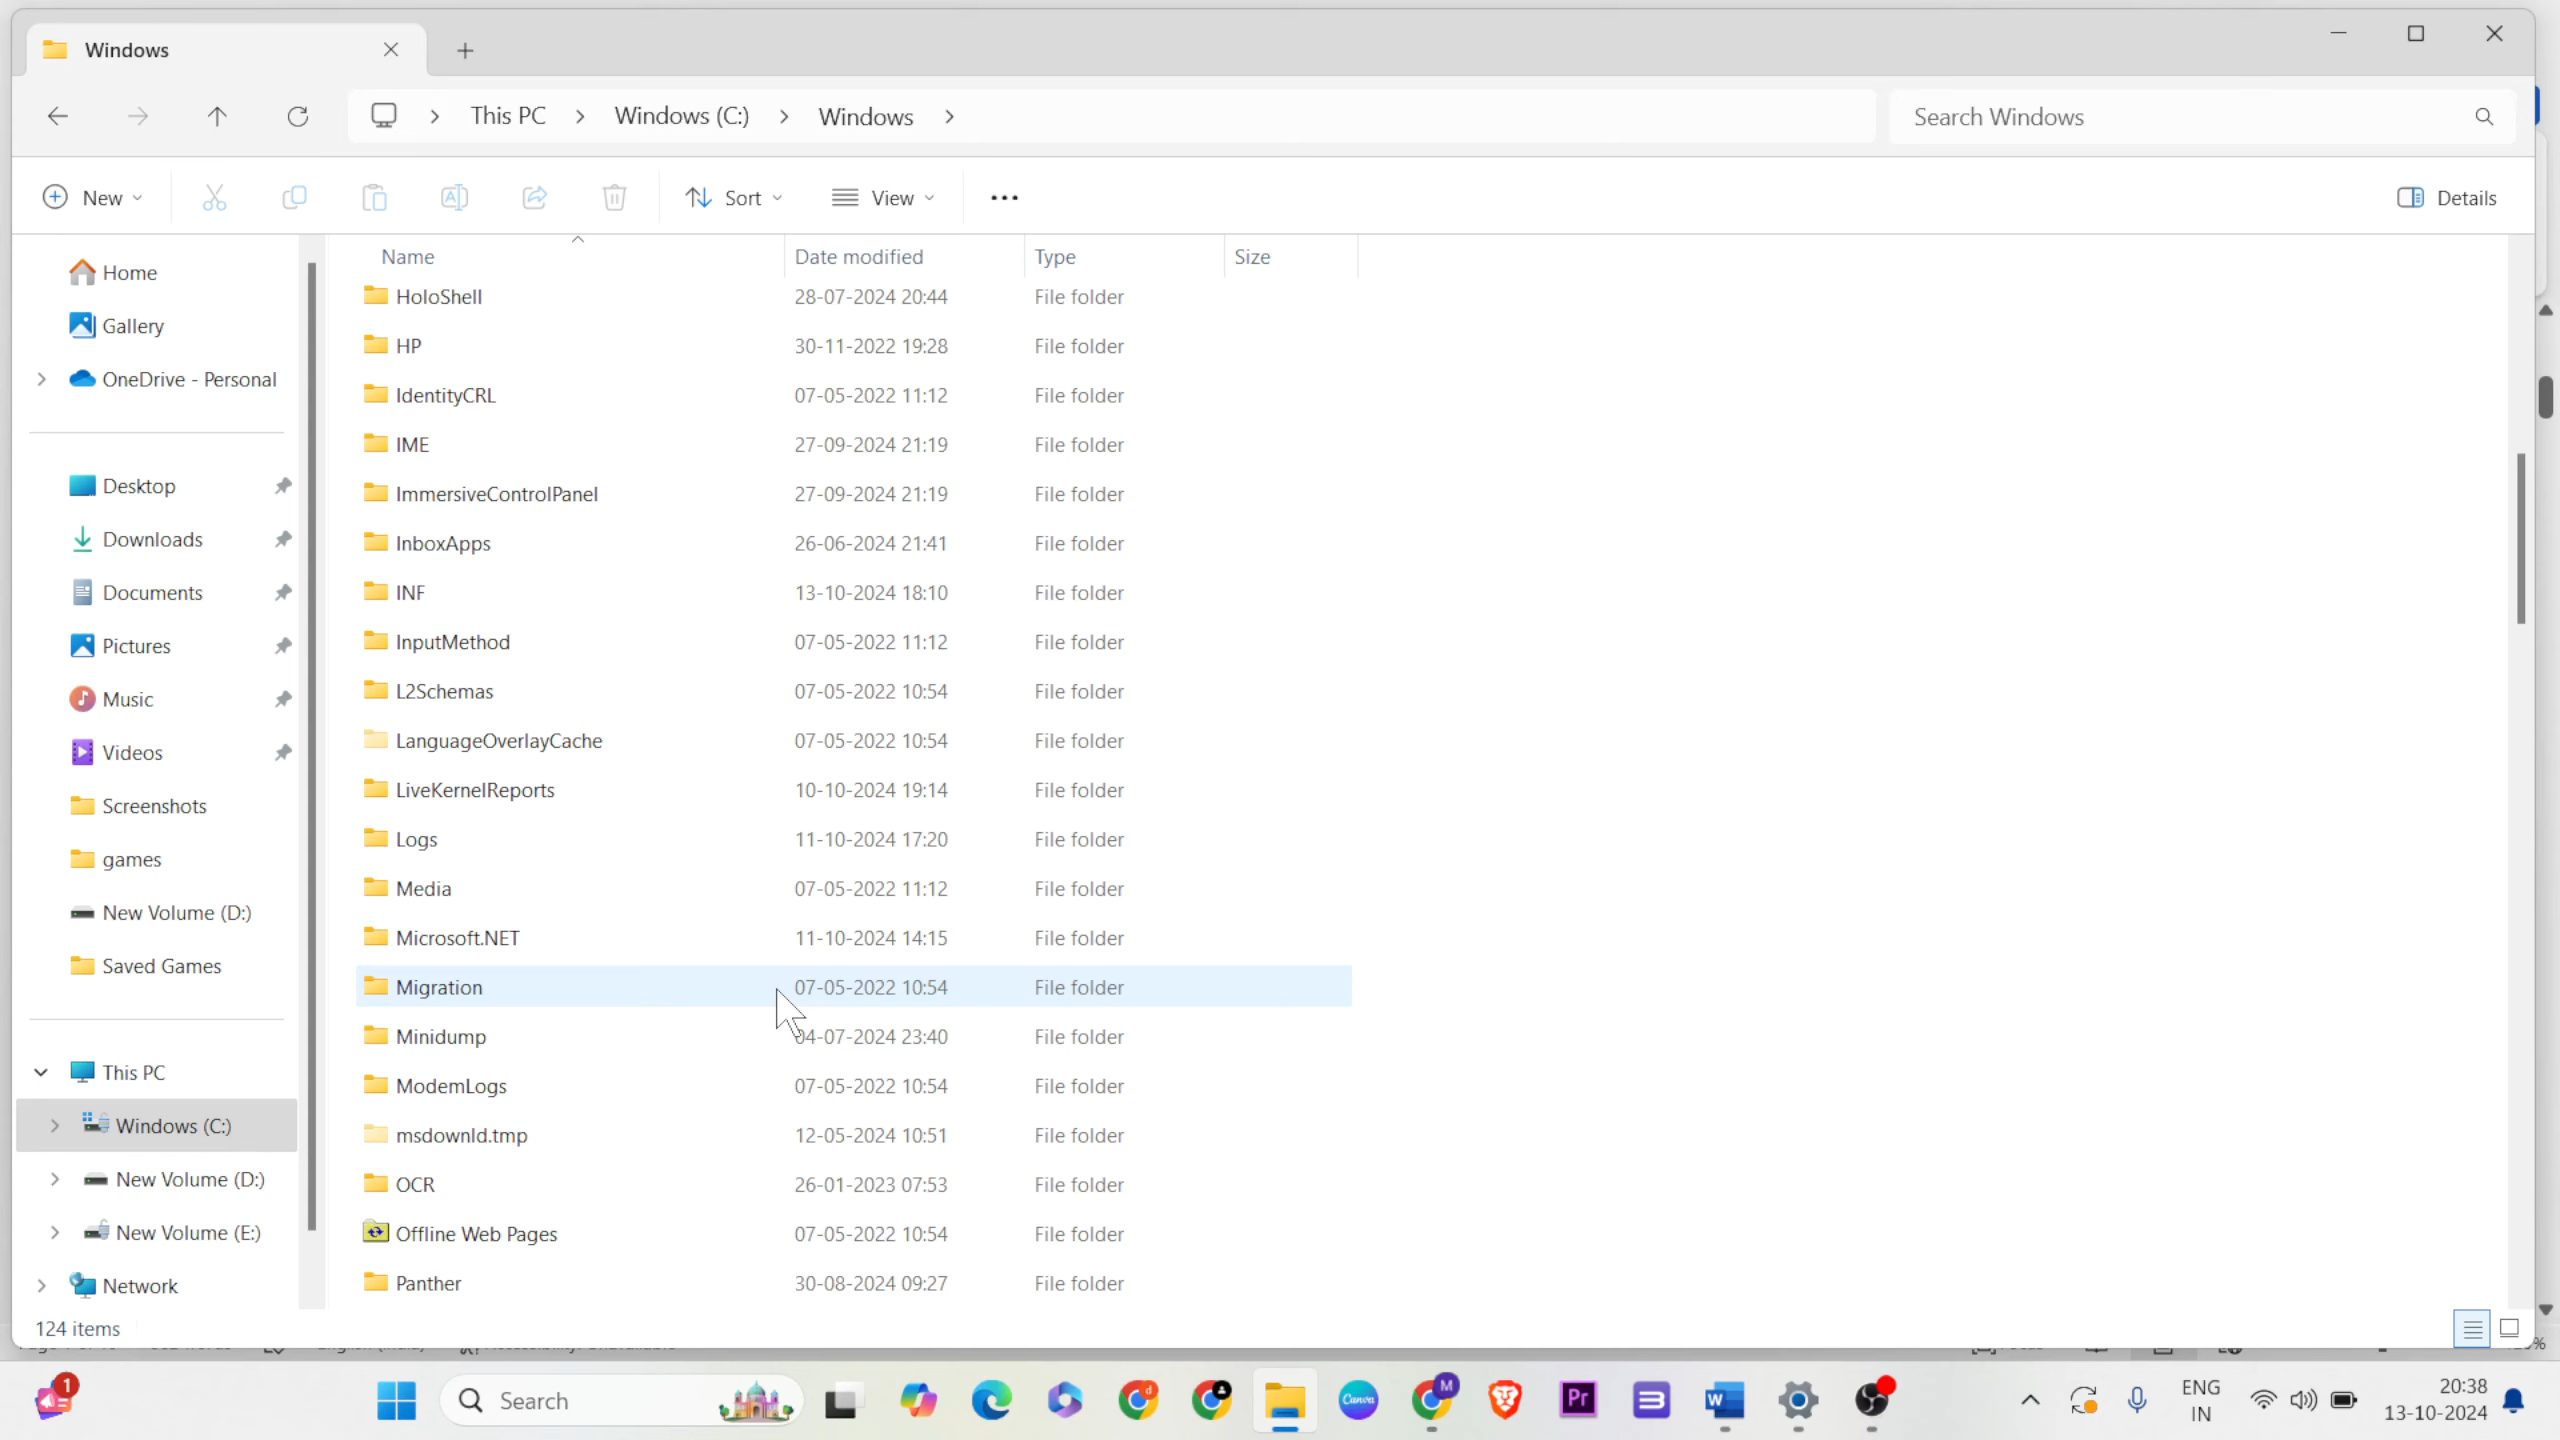 Windows
This PC
Windows (C:)
Windows
Search Windows
New
Sort
View
Details
Home
Gallery
OneDrive - Personal
Desktop
Downloads
Documents
Pictures
Music
Videos
Screenshots
games
New Volume (D:)
Saved Games
This PC
Windows (C:)
New Volume (D:)
New Volume (E:)
Network
Name Date modified Type Size
HoloShell 28-07-2024 20:44 File folder
HP 30-11-2022 19:28 File folder
IdentityCRL 07-05-2022 11:12 File folder
IME 27-09-2024 21:19 File folder
ImmersiveControlPanel 27-09-2024 21:19 File folder
InboxApps 26-06-2024 21:41 File folder
INF 13-10-2024 18:10 File folder
InputMethod 07-05-2022 11:12 File folder
L2Schemas 07-05-2022 10:54 File folder
LanguageOverlayCache 07-05-2022 10:54 File folder
LiveKernelReports 10-10-2024 19:14 File folder
Logs 11-10-2024 17:20 File folder
Media 07-05-2022 11:12 File folder
Microsoft.NET 11-10-2024 14:15 File folder
Migration 07-05-2022 10:54 File folder
Minidump 04-07-2024 23:40 File folder
ModemLogs 07-05-2022 10:54 File folder
msdownld.tmp 12-05-2024 10:51 File folder
OCR 26-01-2023 07:53 File folder
Offline Web Pages 07-05-2022 10:54 File folder
Panther 30-08-2024 09:27 File folder
124 items
1
Search
d
Canva
M
Pr
W
ENG
IN
20:38
13-10-2024